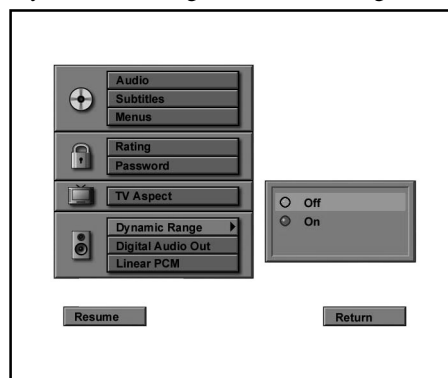 Audio
Subtitles
Menus
Rating
Password
TV Aspect
Dynamic Range
Digital Audio Out
Linear PCM
Off
On
Resume
Return